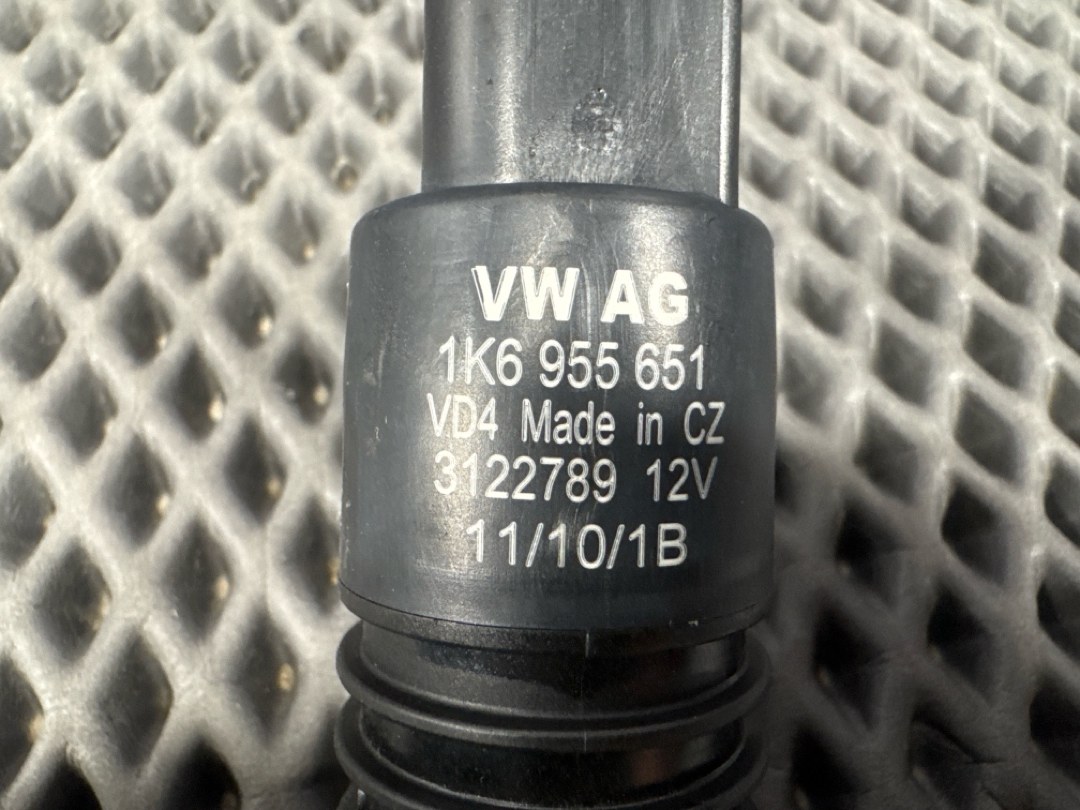 VW AG
1K6 955 651
VD4 Made in CZ
3122789 12V
11/10/1B